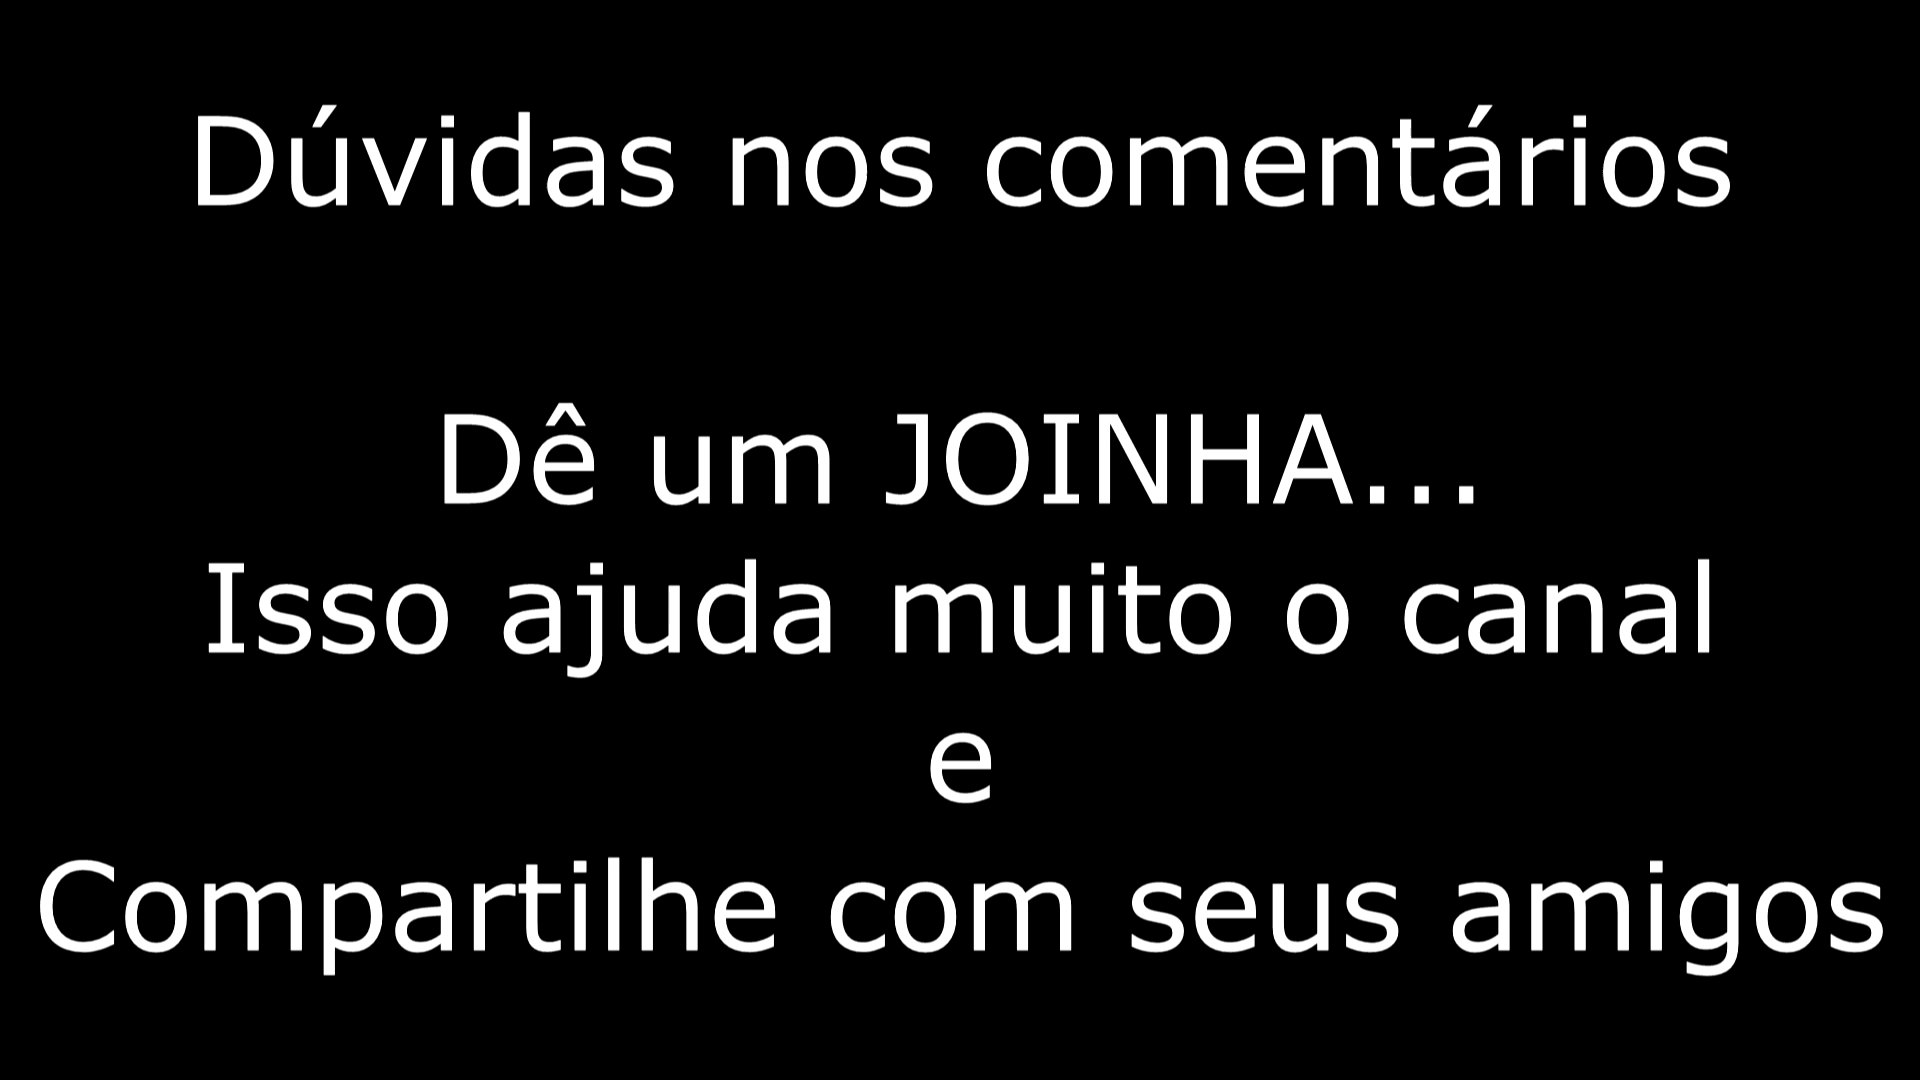 Dúvidas nos comentários
Dê um JOINHA...
Isso ajuda muito o canal
e
Compartilhe com seus amigos